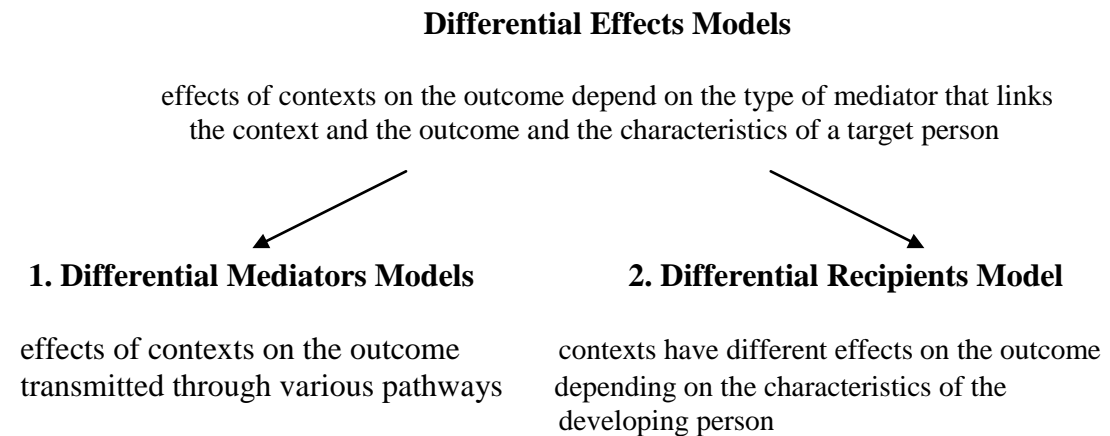 Differential Effects Models
effects of contexts on the outcome depend on the type of mediator that links
the context and the outcome and the characteristics of a target person
1. Differential Mediators Models
effects of contexts on the outcome
transmitted through various pathways
2. Differential Recipients Model
contexts have different effects on the outcome
depending on the characteristics of the
developing person